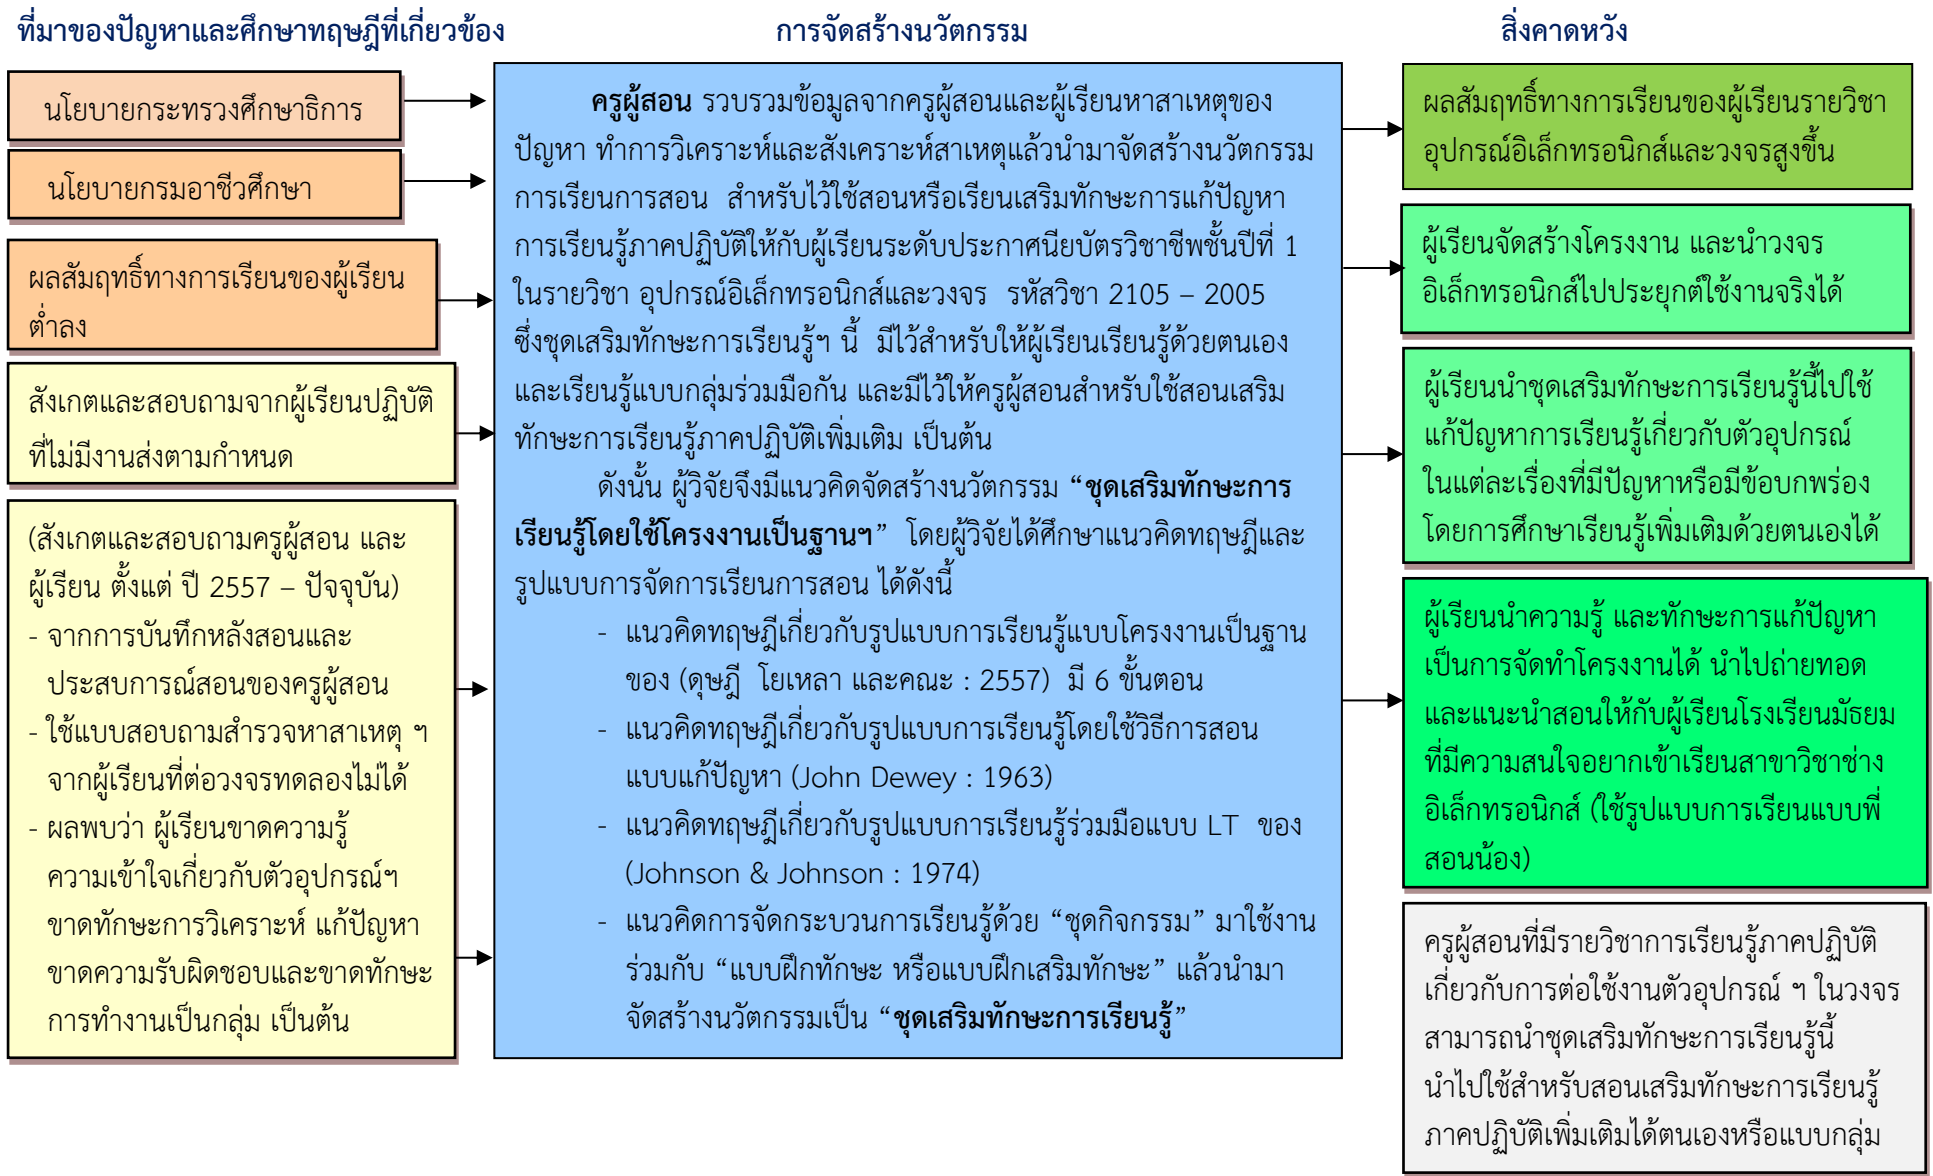 ที่มาของปัญหาและศึกษาทฤษฎีที่เกี่ยวข้อง
นโยบายกระทรวงศึกษาธิการ
นโยบายกรมอาชีวศึกษา
ผลสัมฤทธิ์ทางการเรียนของผู้เรียน
ต่ำลง
สังเกตและสอบถามจากผู้เรียนปฏิบัติ
ที่ไม่มีงานส่งตามกำหนด
(สังเกตและสอบถามครูผู้สอน และ
ผู้เรียน ตั้งแต่ ปี 2557 – ปัจจุบัน)
- จากการบันทึกหลังสอนและ
ประสบการณ์สอนของครูผู้สอน
- ใช้แบบสอบถามสำรวจหาสาเหตุ ฯ
จากผู้เรียนที่ต่อวงจรทดลองไม่ได้
- ผลพบว่า ผู้เรียนขาดความรู้
ความเข้าใจเกี่ยวกับตัวอุปกรณ์ฯ
ขาดทักษะการวิเคราะห์ แก้ปัญหา
ขาดความรับผิดชอบและขาดทักษะ
การทำงานเป็นกลุ่ม เป็นต้น
การจัดสร้างนวัตกรรม
ครูผู้สอน รวบรวมข้อมูลจากครูผู้สอนและผู้เรียนหาสาเหตุของ
ปัญหา ทำการวิเคราะห์และสังเคราะห์สาเหตุแล้วนำมาจัดสร้างนวัตกรรม
การเรียนการสอน สำหรับไว้ใช้สอนหรือเรียนเสริมทักษะการแก้ปัญหา
การเรียนรู้ภาคปฏิบัติให้กับผู้เรียนระดับประกาศนียบัตรวิชาชีพชั้นปีที่ 1
ในรายวิชา อุปกรณ์อิเล็กทรอนิกส์และวงจร รหัสวิชา 2105 – 2005
ซึ่งชุดเสริมทักษะการเรียนรู้ฯ นี้ มีไว้สำหรับให้ผู้เรียนเรียนรู้ด้วยตนเอง
และเรียนรู้แบบกลุ่มร่วมมือกัน และมีไว้ให้ครูผู้สอนสำหรับใช้สอนเสริม
ทักษะการเรียนรู้ภาคปฏิบัติเพิ่มเติม เป็นต้น
ดังนั้น ผู้วิจัยจึงมีแนวคิดจัดสร้างนวัตกรรม “ชุดเสริมทักษะการ
เรียนรู้โดยใช้โครงงานเป็นฐานฯ” โดยผู้วิจัยได้ศึกษาแนวคิดทฤษฎีและ
รูปแบบการจัดการเรียนการสอน ได้ดังนี้
- แนวคิดทฤษฎีเกี่ยวกับรูปแบบการเรียนรู้แบบโครงงานเป็นฐาน
ของ (ดุษฎี โยเหลา และคณะ : 2557) มี 6 ขั้นตอน
- แนวคิดทฤษฎีเกี่ยวกับรูปแบบการเรียนรู้โดยใช้วิธีการสอน
แบบแก้ปัญหา (John Dewey : 1963)
- แนวคิดทฤษฎีเกี่ยวกับรูปแบบการเรียนรู้ร่วมมือแบบ LT ของ
(Johnson & Johnson : 1974)
- แนวคิดการจัดกระบวนการเรียนรู้ด้วย “ชุดกิจกรรม” มาใช้งาน
ร่วมกับ “แบบฝึกทักษะ หรือแบบฝึกเสริมทักษะ” แล้วนำมา
จัดสร้างนวัตกรรมเป็น “ชุดเสริมทักษะการเรียนรู้”
สิ่งคาดหวัง
ผลสัมฤทธิ์ทางการเรียนของผู้เรียนรายวิชา
อุปกรณ์อิเล็กทรอนิกส์และวงจรสูงขึ้น
ผู้เรียนจัดสร้างโครงงาน และนำวงจร
อิเล็กทรอนิกส์ไปประยุกต์ใช้งานจริงได้
ผู้เรียนนำชุดเสริมทักษะการเรียนรู้นี้ไปใช้
แก้ปัญหาการเรียนรู้เกี่ยวกับตัวอุปกรณ์
ในแต่ละเรื่องที่มีปัญหาหรือมีข้อบกพร่อง
โดยการศึกษาเรียนรู้เพิ่มเติมด้วยตนเองได้
ผู้เรียนนำความรู้ และทักษะการแก้ปัญหา
เป็นการจัดทำโครงงานได้ นำไปถ่ายทอด
และแนะนำสอนให้กับผู้เรียนโรงเรียนมัธยม
ที่มีความสนใจอยากเข้าเรียนสาขาวิชาช่าง
อิเล็กทรอนิกส์ (ใช้รูปแบบการเรียนแบบพี่
สอนน้อง)
ครูผู้สอนที่มีรายวิชาการเรียนรู้ภาคปฏิบัติ
เกี่ยวกับการต่อใช้งานตัวอุปกรณ์ ฯ ในวงจร
สามารถนำชุดเสริมทักษะการเรียนรู้นี้
นำไปใช้สำหรับสอนเสริมทักษะการเรียนรู้
ภาคปฏิบัติเพิ่มเติมได้ตนเองหรือแบบกลุ่ม